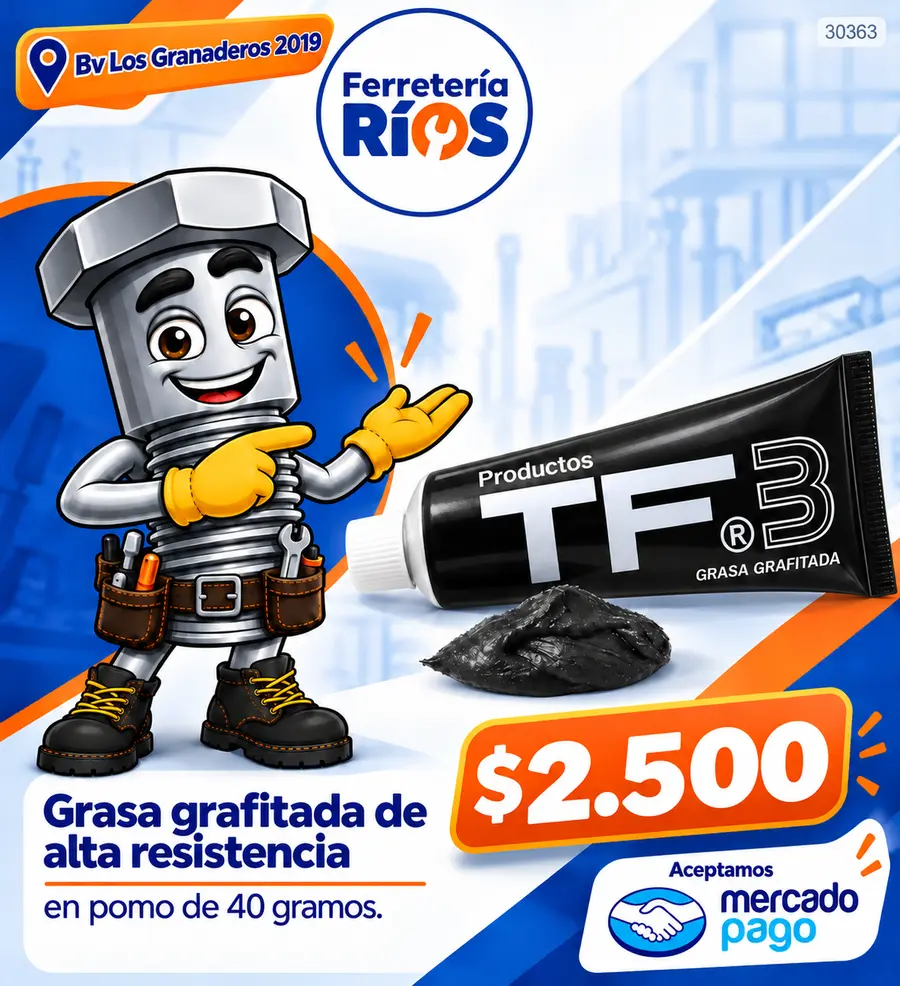 Bv Los Granaderos 2019
30363
Ferretería
RÍOS
Productos
TF®3
GRASA GRAFITADA
$2.500
Grasa grafitada de
alta resistencia
en pomo de 40 gramos.
Aceptamos
mercado
pago